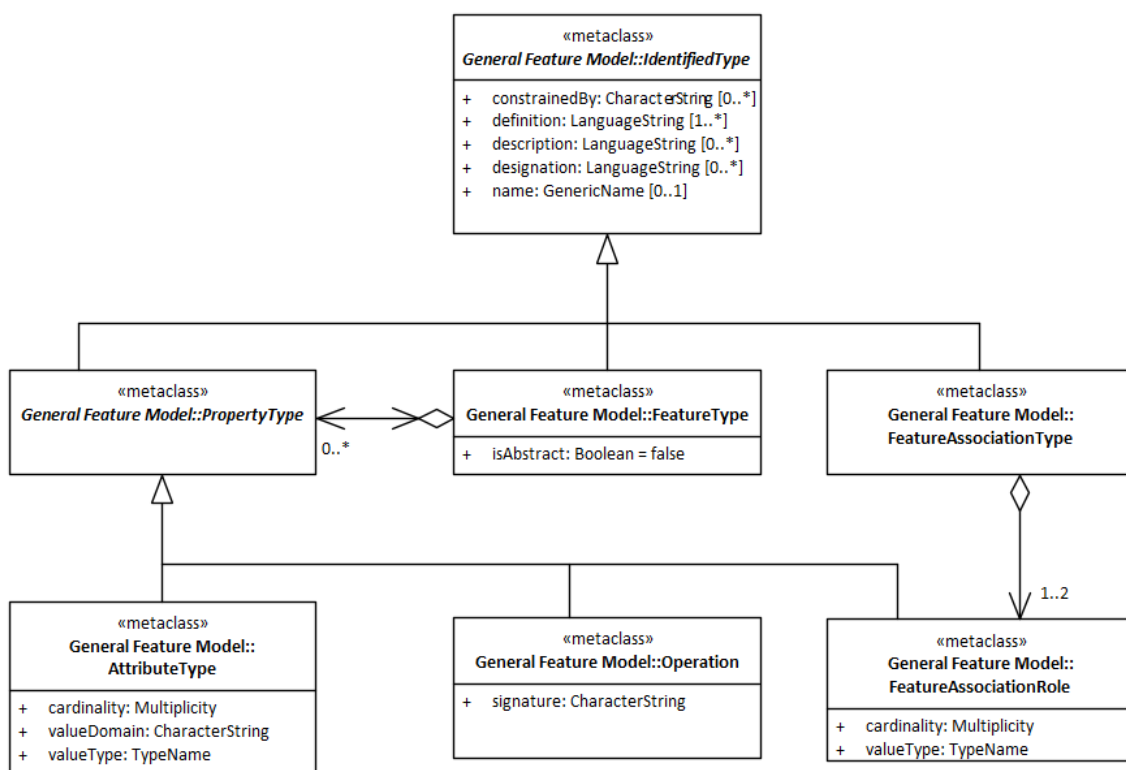 «metaclass»
General Feature Model::IdentifiedType
+ constrainedBy: CharacterString [0..*]
+ definition: LanguageString [1..*]
+ description: LanguageString [0..*]
+ designation: LanguageString [0..*]
+ name: GenericName [0..1]
«metaclass»
General Feature Model::PropertyType
0..*
«metaclass»
General Feature Model::FeatureType
+ isAbstract: Boolean = false
«metaclass»
General Feature Model::
FeatureAssociationType
1..2
«metaclass»
General Feature Model::
AttributeType
+ cardinality: Multiplicity
+ valueDomain: CharacterString
+ valueType: TypeName
«metaclass»
General Feature Model::Operation
+ signature: CharacterString
«metaclass»
General Feature Model::
FeatureAssociationRole
+ cardinality: Multiplicity
+ valueType: TypeName